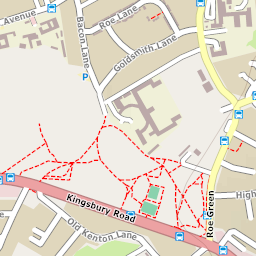 Roe Lane
Avenue
Bacon Lane
Goldsmith Lane
P
Kingsbury Road
Roe Green
High
Old Kenton Lane